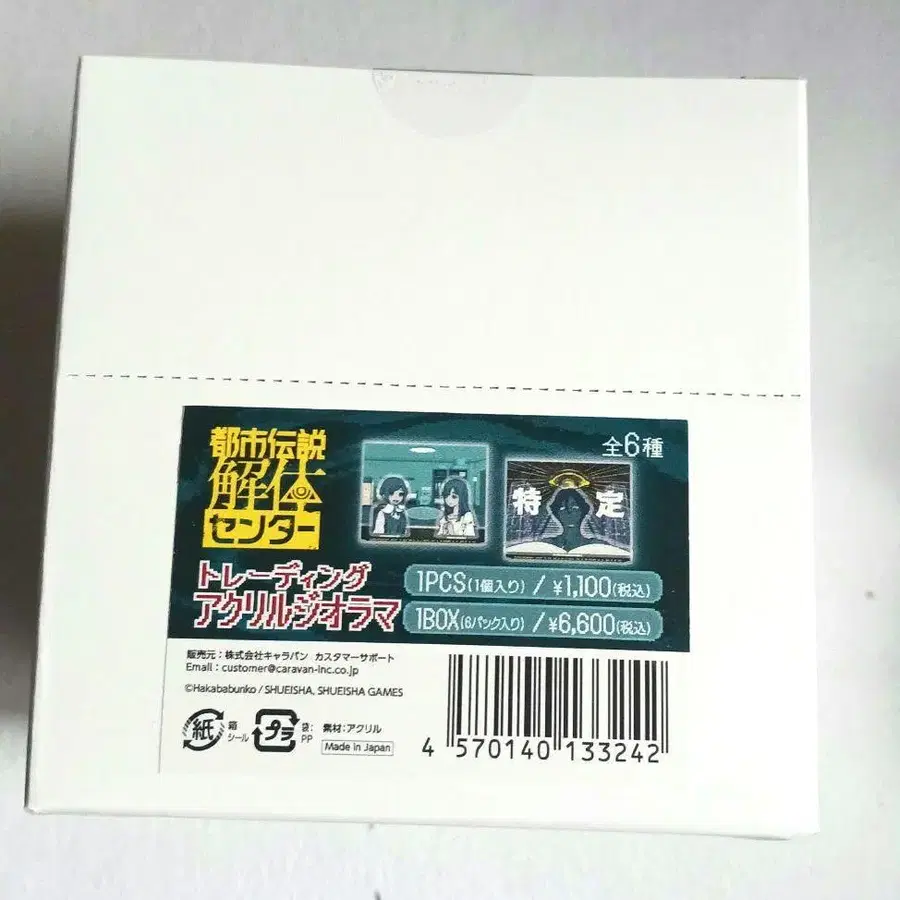 都市伝説
解体
センター
全6種
特定
トレーディング
アクリルジオラマ
1PCS(1個入り) / ¥1,100(税込)
1BOX(6パック入り) / ¥6,600(税込)
販売元：株式会社キャラバン カスタマーサポート
Email：customer@caravan-inc.co.jp
©Hakababunko / SHUEISHA, SHUEISHA GAMES
紙
箱
シール
プラ
袋：
PP
素材：アクリル
Made in Japan
4 570140 133242